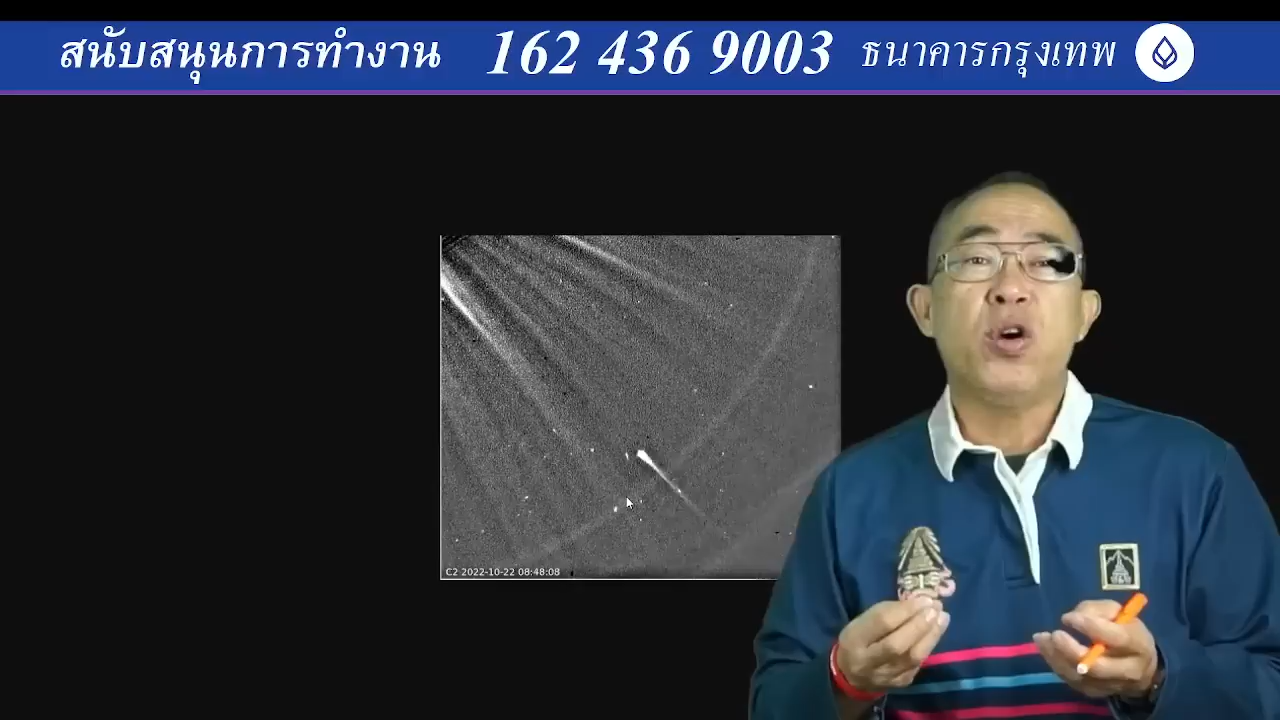 สนับสนุนการทำงาน 162 436 9003 ธนาคารกรุงเทพ
C2 2022-10-22 08:48:08